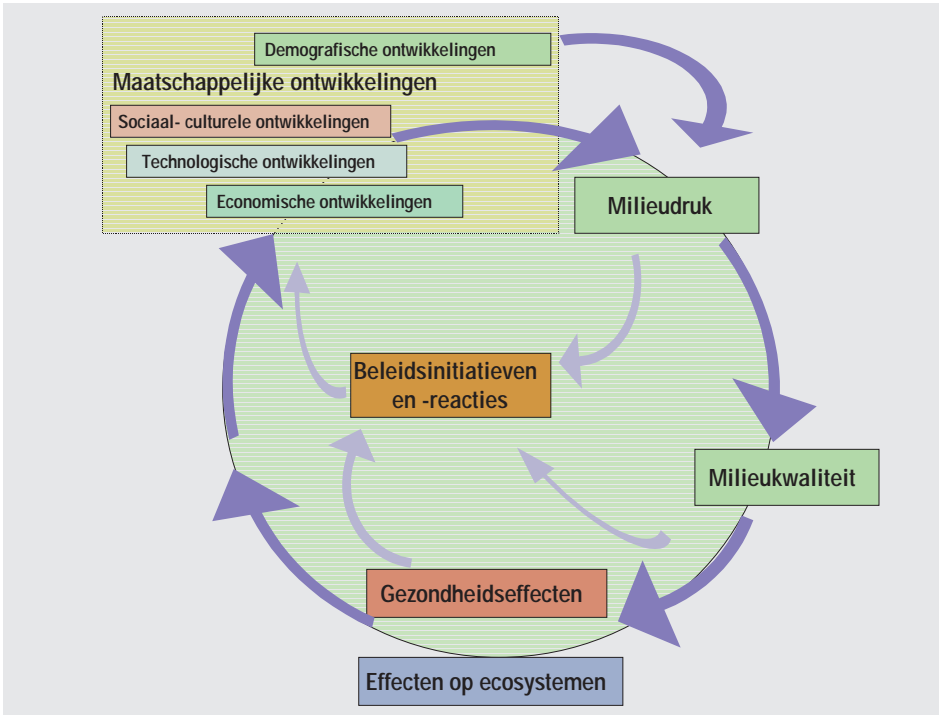 Demografische ontwikkelingen
Maatschappelijke ontwikkelingen
Sociaal- culturele ontwikkelingen
Technologische ontwikkelingen
Economische ontwikkelingen
Milieudruk
Beleidsinitiatieven
en -reacties
Milieukwaliteit
Gezondheidseffecten
Effecten op ecosystemen